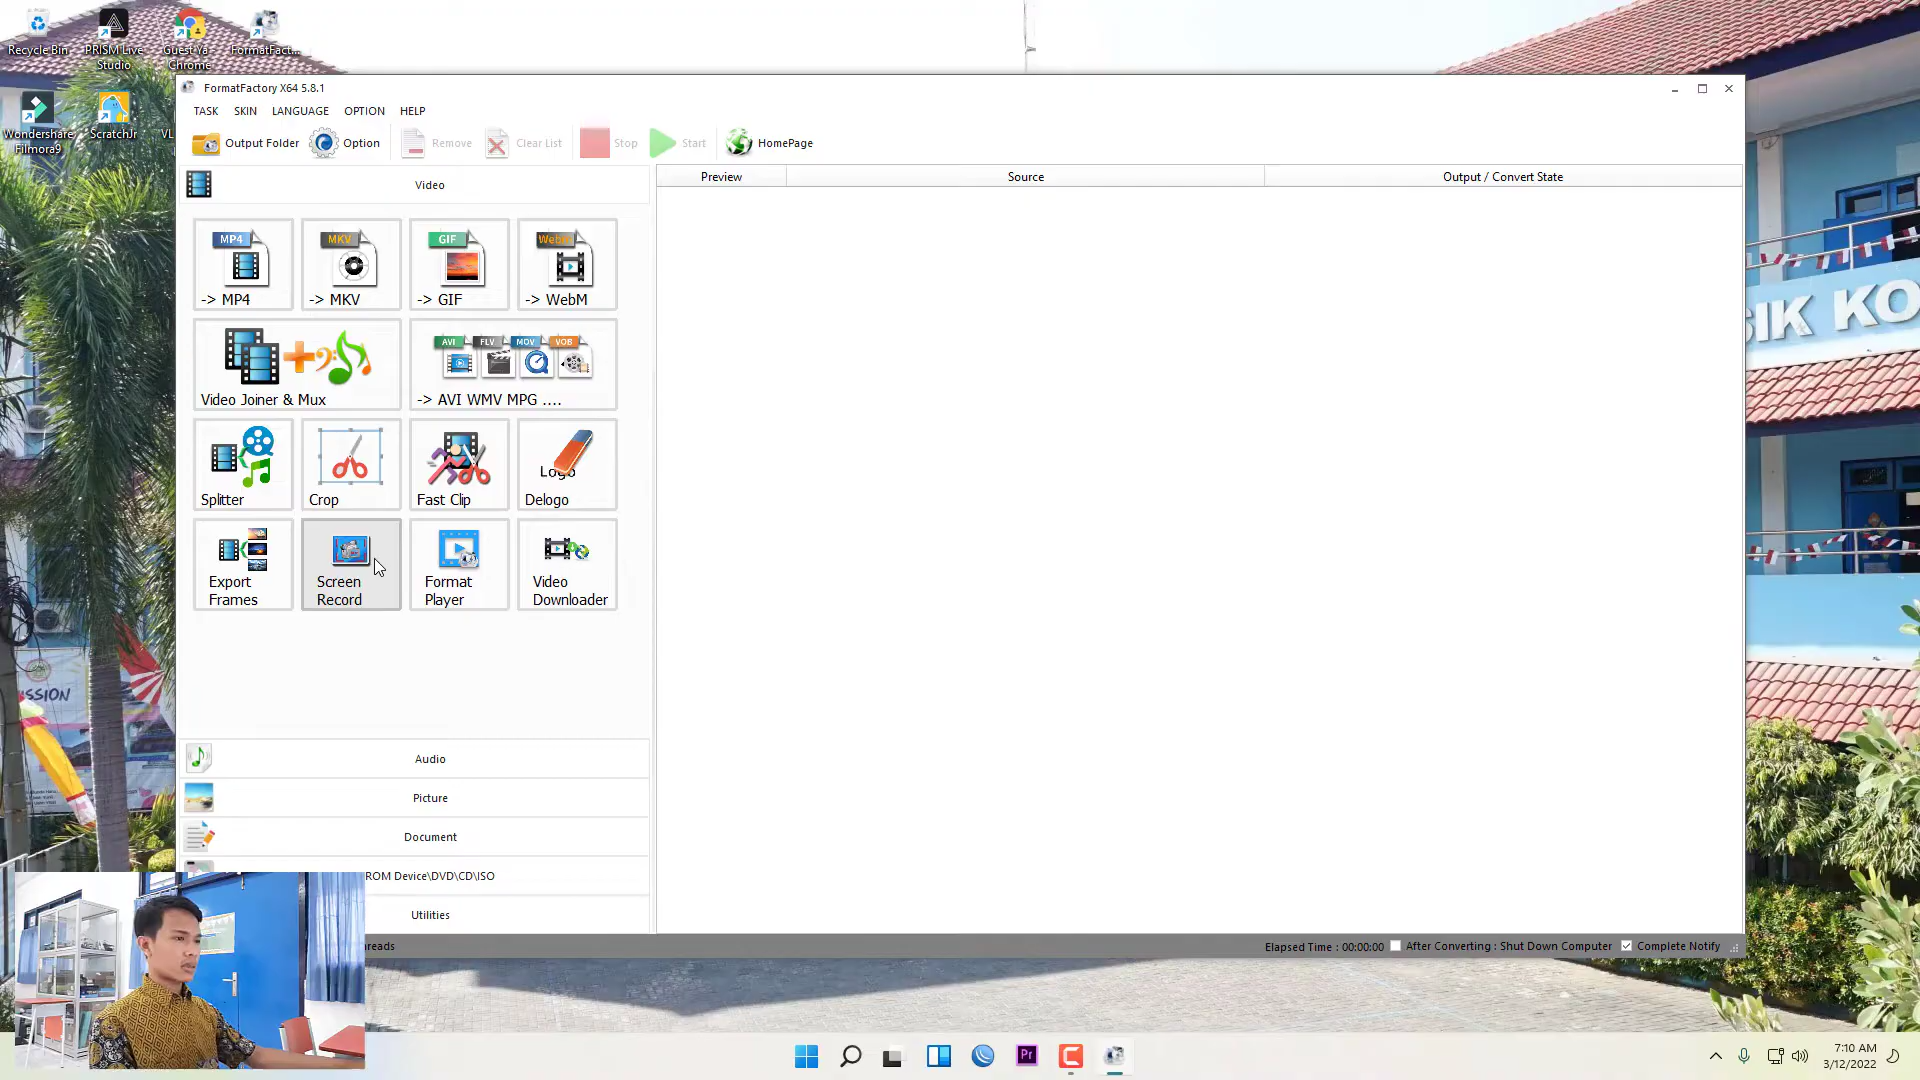 Recycle Bin
PRISM Live
Studio
Guest Ya -
Chrome
FormatFact...
Wondershare
Filmora9
ScratchJr
VL
FormatFactory X64 5.8.1
TASK SKIN LANGUAGE OPTION HELP
Output Folder Option Remove Clear List Stop Start HomePage
Video
Preview Source Output / Convert State
MP4 MKV GIF WebM
-> MP4 -> MKV -> GIF -> WebM
AVI FLV MOV VOB
Video Joiner & Mux -> AVI WMV MPG ....
Logo
Splitter Crop Fast Clip Delogo
Export
Frames
Screen
Record
Format
Player
Video
Downloader
Audio
Picture
Document
ROM Device\DVD\CD\ISO
Utilities
reads
Elapsed Time : 00:00:00 After Converting : Shut Down Computer Complete Notify
SIK KO
SSION
Pr
7:10 AM
3/12/2022